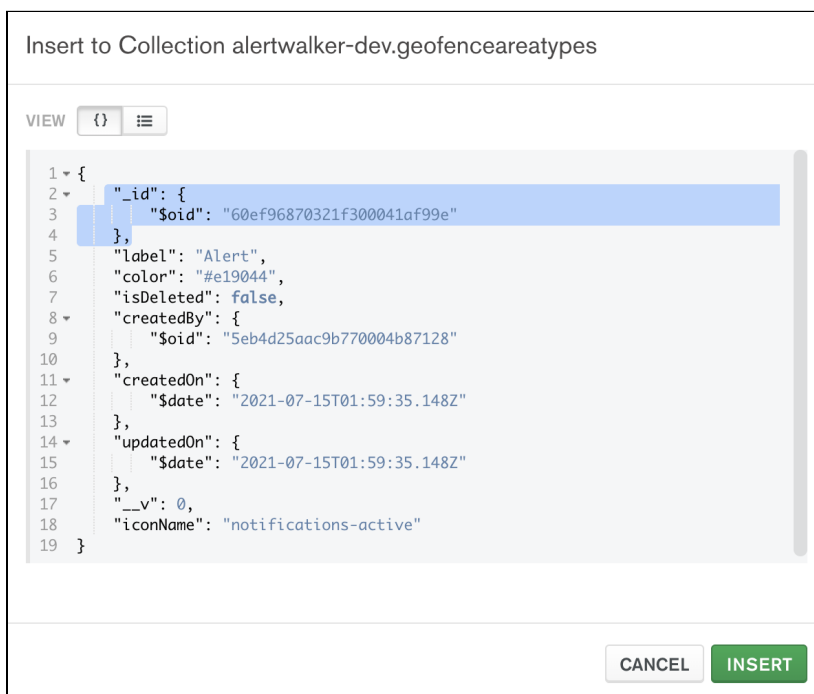 Insert to Collection alertwalker-dev.geofenceareatypes
VIEW {}
1 {
2 "_id": {
3 "$oid": "60ef96870321f300041af99e"
4 },
5 "label": "Alert",
6 "color": "#e19044",
7 "isDeleted": false,
8 "createdBy": {
9 "$oid": "5eb4d25aac9b770004b87128"
10 },
11 "createdOn": {
12 "$date": "2021-07-15T01:59:35.148Z"
13 },
14 "updatedOn": {
15 "$date": "2021-07-15T01:59:35.148Z"
16 },
17 "__v": 0,
18 "iconName": "notifications-active"
19 }
CANCEL INSERT